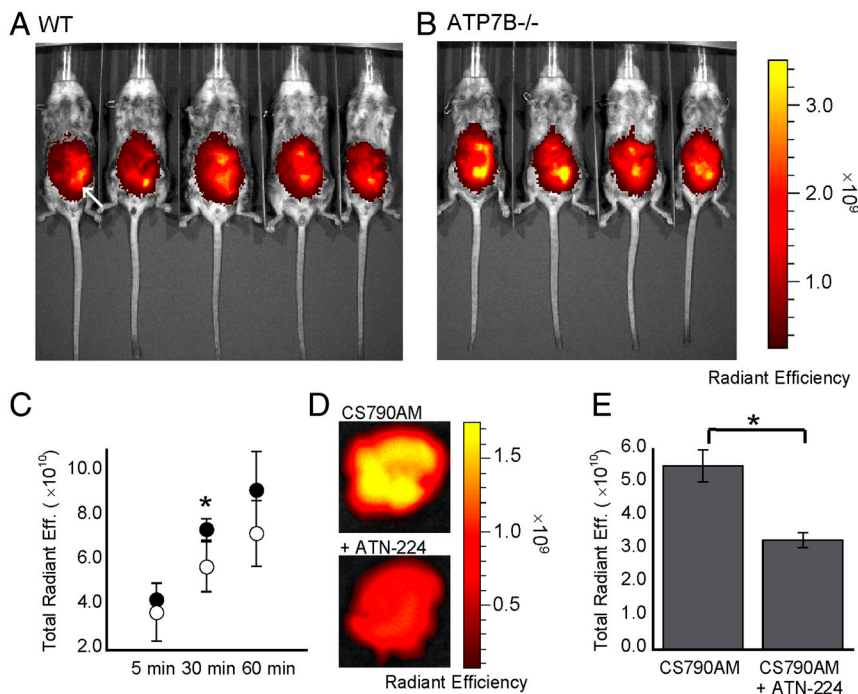 A WT
B ATP7B-/-
3.0
2.0
1.0
×10⁹
Radiant Efficiency
C
Total Radiant Eff. ( ×10¹⁰)
10.0
8.0
6.0
4.0
2.0
*
5 min 30 min 60 min
D
CS790AM
+ ATN-224
1.5
1.0
0.5
×10⁹
Radiant Efficiency
E
Total Radiant Eff. ( ×10¹⁰)
6.0
5.0
4.0
3.0
2.0
1.0
0.0
*
CS790AM
CS790AM
+ ATN-224